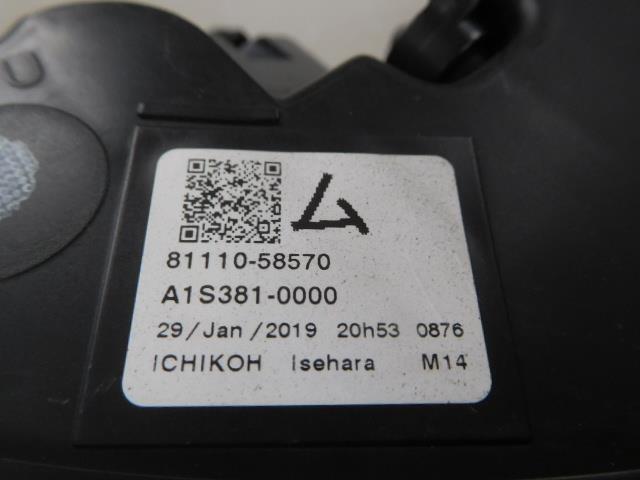 81110-58570
A1S381-0000
29/Jan/2019 20h53 0876
ICHIKOH Isehara M14